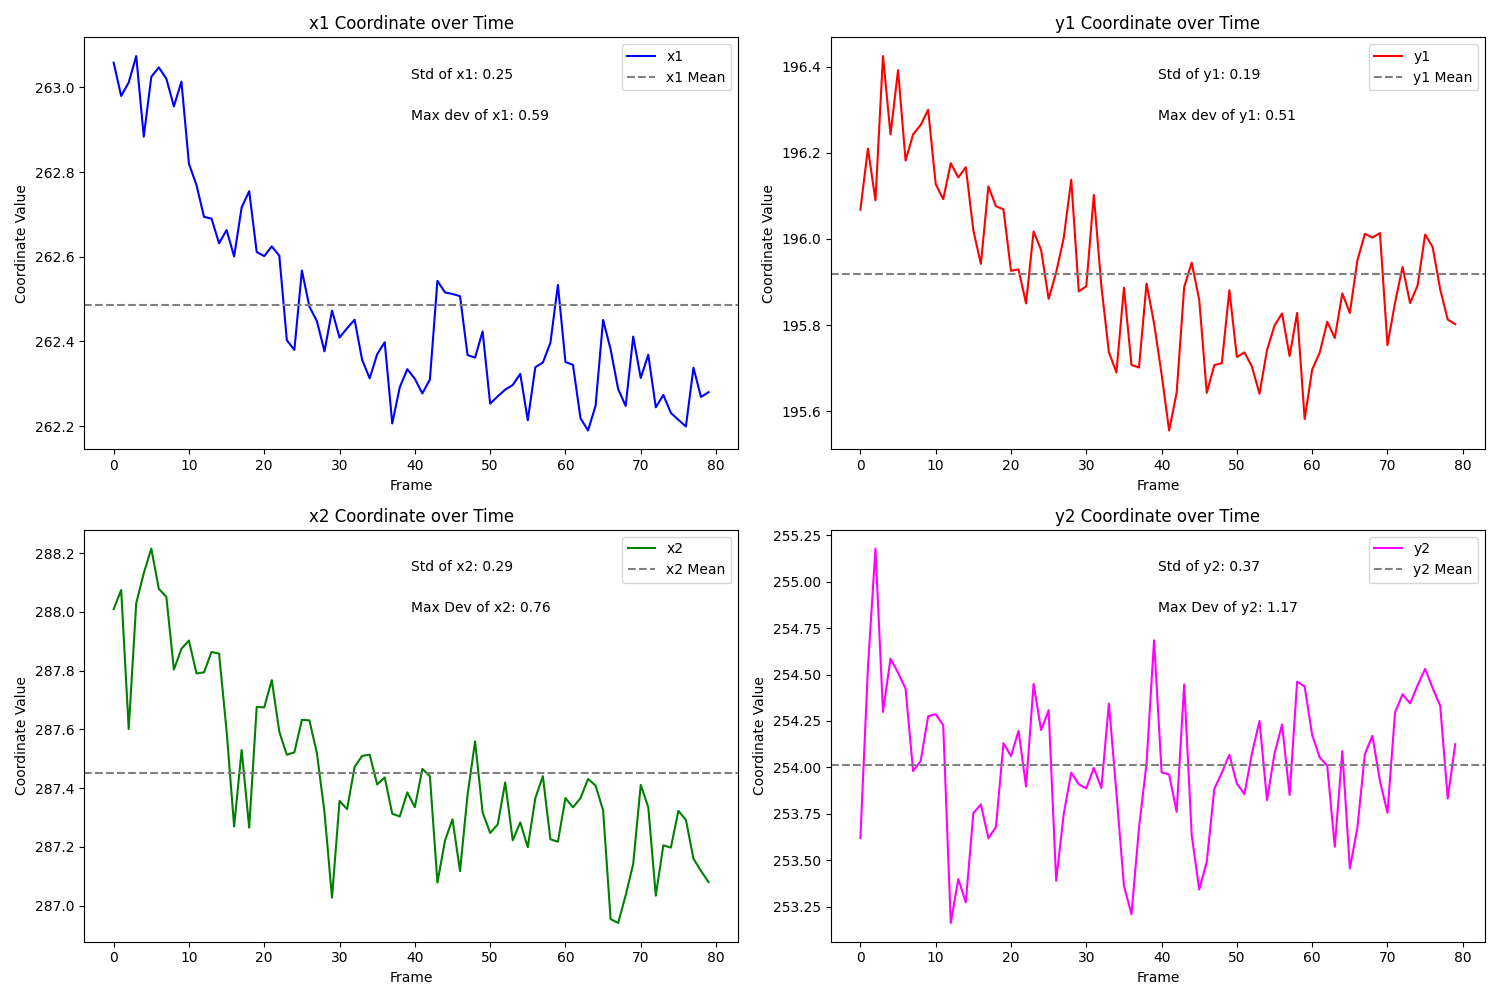 x1 Coordinate over Time
x1
x1 Mean
Std of x1: 0.25
Max dev of x1: 0.59
Coordinate Value
263.0
262.8
262.6
262.4
262.2
0 10 20 30 40 50 60 70 80
Frame
y1 Coordinate over Time
y1
y1 Mean
Std of y1: 0.19
Max dev of y1: 0.51
Coordinate Value
196.4
196.2
196.0
195.8
195.6
0 10 20 30 40 50 60 70 80
Frame
x2 Coordinate over Time
x2
x2 Mean
Std of x2: 0.29
Max Dev of x2: 0.76
Coordinate Value
288.2
288.0
287.8
287.6
287.4
287.2
287.0
0 10 20 30 40 50 60 70 80
Frame
y2 Coordinate over Time
y2
y2 Mean
Std of y2: 0.37
Max Dev of y2: 1.17
Coordinate Value
255.25
255.00
254.75
254.50
254.25
254.00
253.75
253.50
253.25
0 10 20 30 40 50 60 70 80
Frame